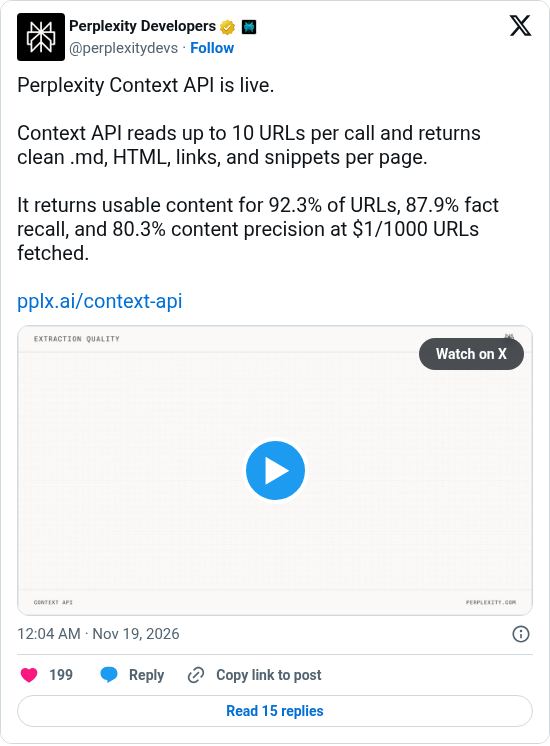 Perplexity Developers
@perplexitydevs · Follow
Perplexity Context API is live.
Context API reads up to 10 URLs per call and returns
clean .md, HTML, links, and snippets per page.
It returns usable content for 92.3% of URLs, 87.9% fact
recall, and 80.3% content precision at $1/1000 URLs
fetched.
pplx.ai/context-api
EXTRACTION QUALITY
Watch on X
CONTEXT API
PERPLEXITY.COM
12:04 AM · Nov 19, 2026
199
Reply
Copy link to post
Read 15 replies